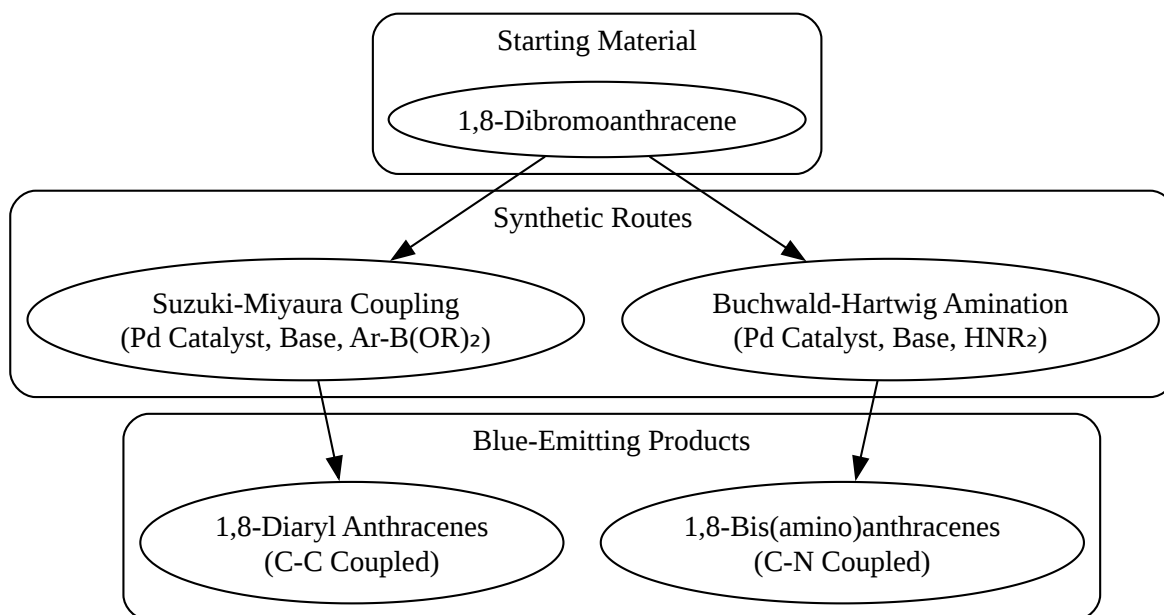 Starting Material
1,8-Dibromoanthracene
Synthetic Routes
Suzuki-Miyaura Coupling
(Pd Catalyst, Base, Ar-B(OR)₂)
Buchwald-Hartwig Amination
(Pd Catalyst, Base, HNR₂)
Blue-Emitting Products
1,8-Diaryl Anthracenes
(C-C Coupled)
1,8-Bis(amino)anthracenes
(C-N Coupled)